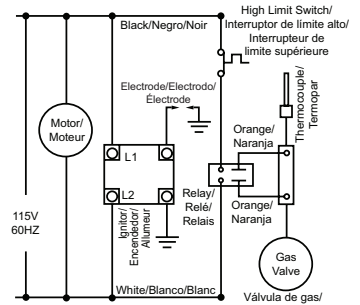 High Limit Switch/
Interruptor de límite alto/
Interrupteur de
limite supérieure
Black/Negro/Noir
Electrode/Electrodo/
Électrode
Thermocouple/
Termopar
Motor/
Moteur
Orange/
Naranja
L1
L2
Relay/
Relé/
Relais
Orange/
Naranja
Ignitor/
Encendedor/
Allumeur
115V
60HZ
Gas
Valve
White/Blanco/Blanc
Válvula de gas/